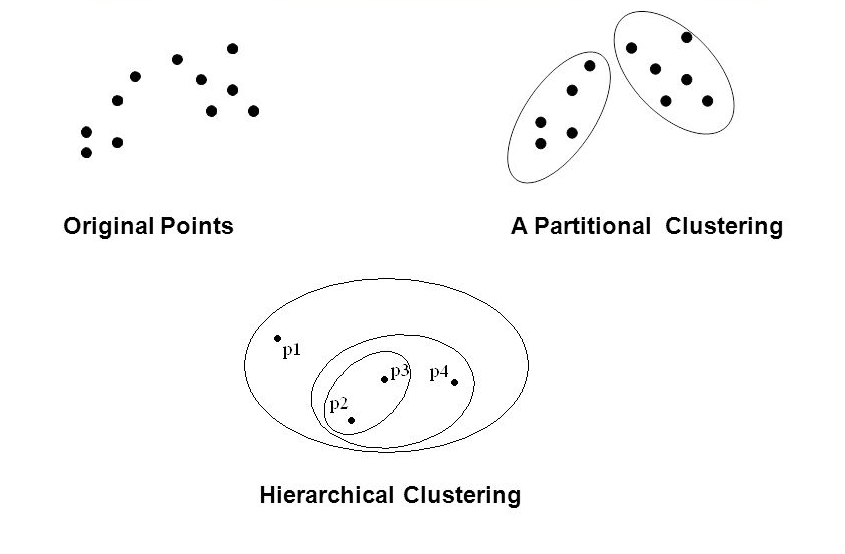 Original Points
A Partitional Clustering
p1
p3
p4
p2
Hierarchical Clustering